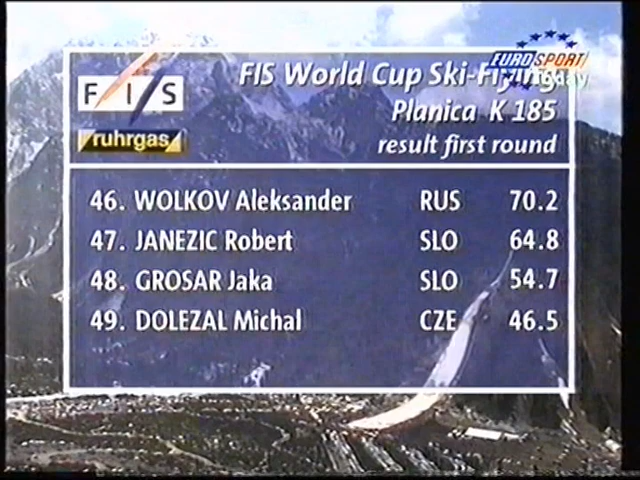 EUROSPORT
FIS
FIS World Cup Ski-Flying
Planica K 185
ruhrgas
result first round
46. WOLKOV Aleksander RUS 70.2
47. JANEZIC Robert SLO 64.8
48. GROSAR Jaka SLO 54.7
49. DOLEZAL Michal CZE 46.5